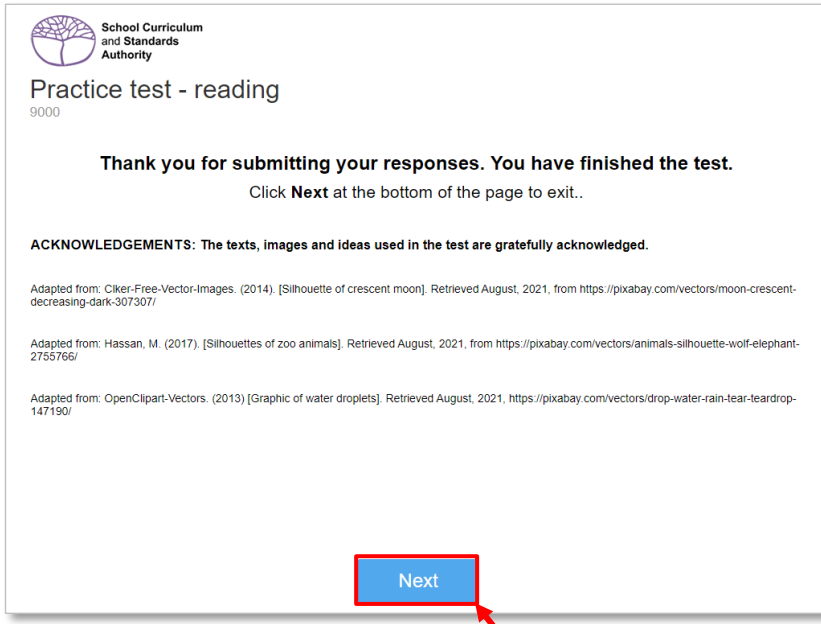 School Curriculum
and Standards
Authority
Practice test - reading
9000
Thank you for submitting your responses. You have finished the test.
Click Next at the bottom of the page to exit..
ACKNOWLEDGEMENTS: The texts, images and ideas used in the test are gratefully acknowledged.
Adapted from: Clker-Free-Vector-Images. (2014). [Silhouette of crescent moon]. Retrieved August, 2021, from https://pixabay.com/vectors/moon-crescent-
decreasing-dark-307307/
Adapted from: Hassan, M. (2017). [Silhouettes of zoo animals]. Retrieved August, 2021, from https://pixabay.com/vectors/animals-silhouette-wolf-elephant-
2755766/
Adapted from: OpenClipart-Vectors. (2013) [Graphic of water droplets]. Retrieved August, 2021, https://pixabay.com/vectors/drop-water-rain-tear-teardrop-
147190/
Next